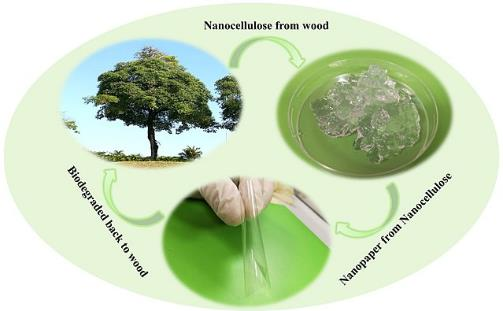 Nanocellulose from wood
Nanopaper from Nanocellulose
Biodegraded back to wood